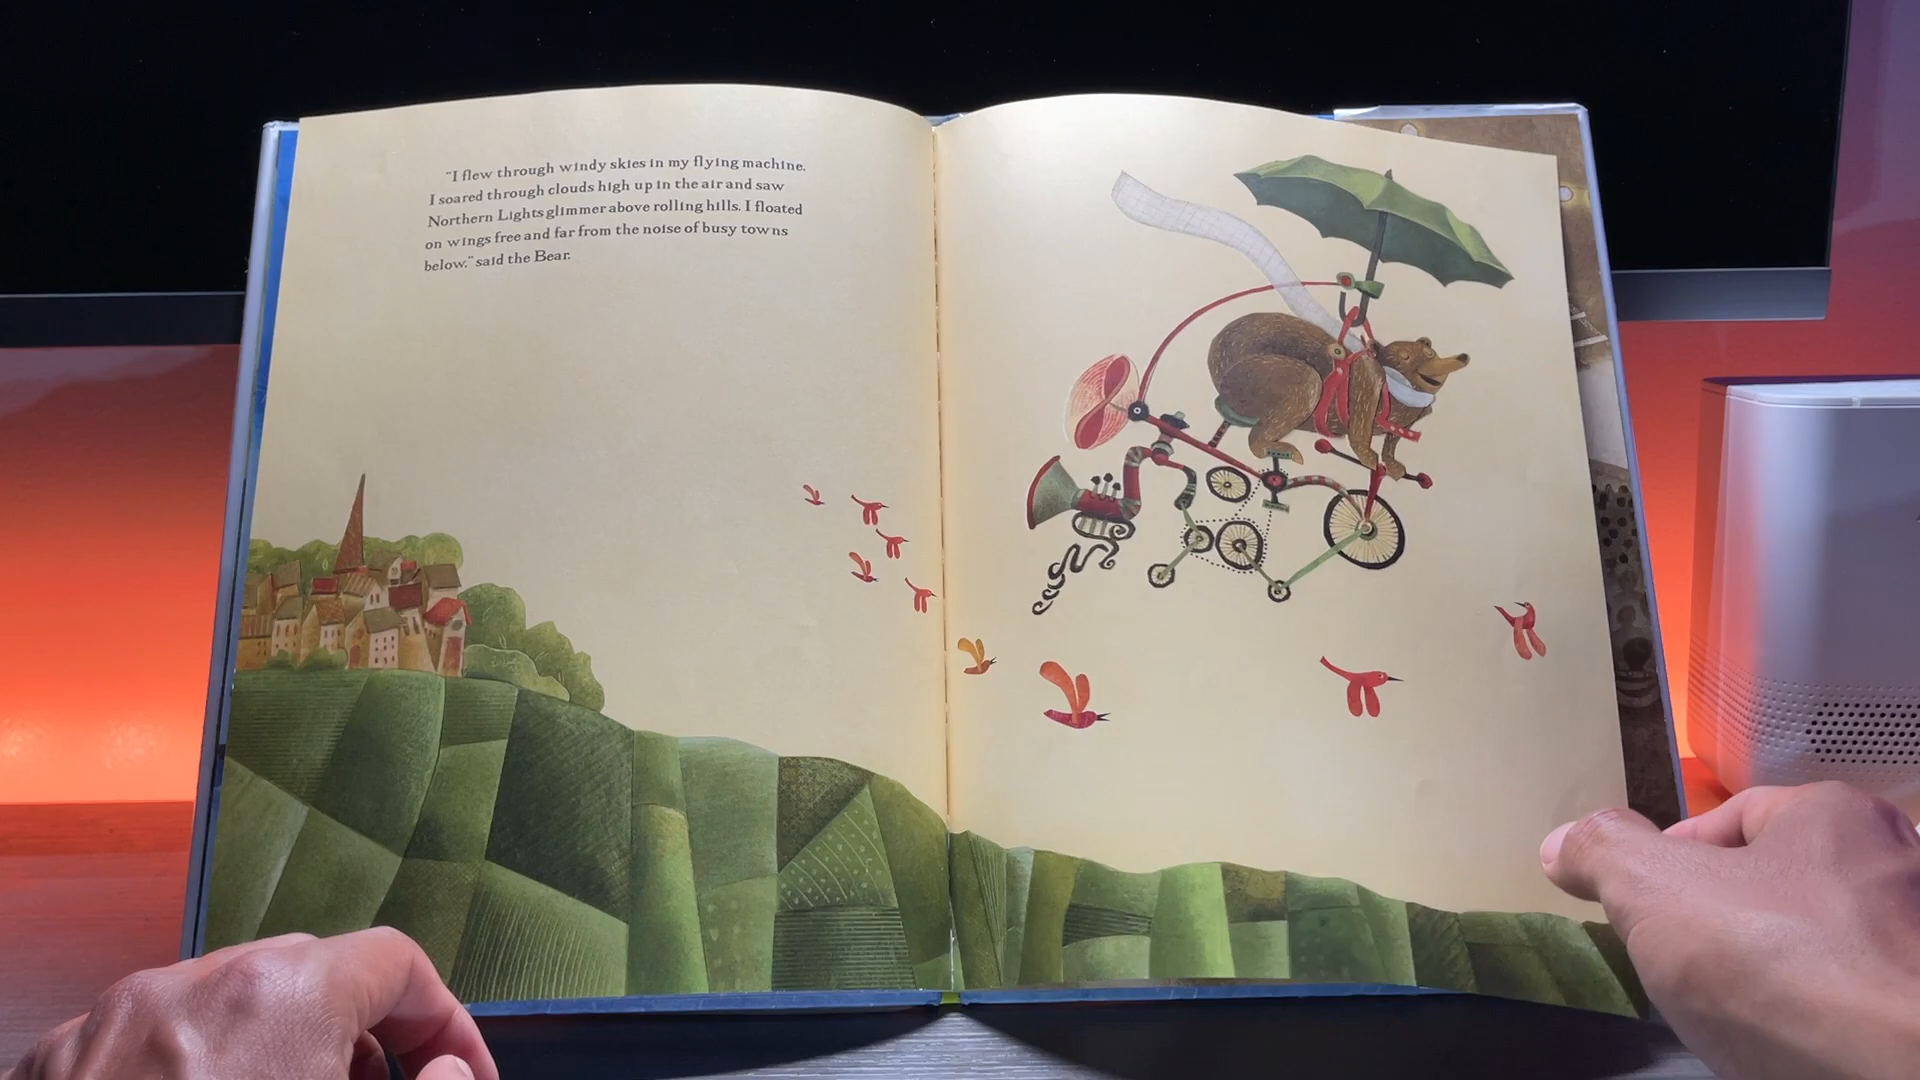 "I flew through windy skies in my flying machine.
I soared through clouds high up in the air and saw
Northern Lights glimmer above rolling hills. I floated
on wings free and far from the noise of busy towns
below," said the Bear.